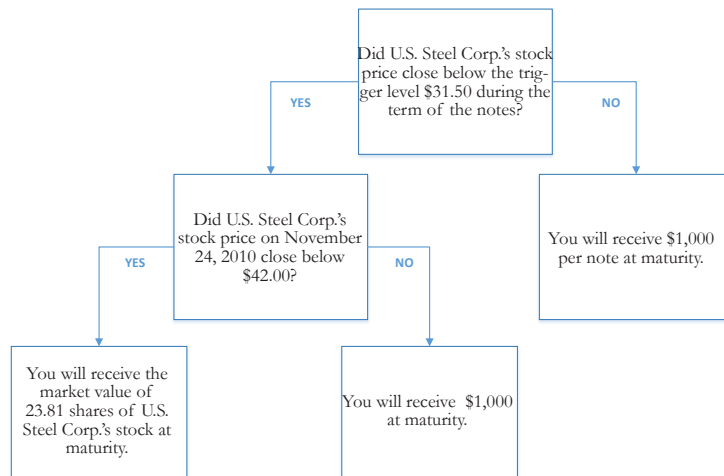 Did U.S. Steel Corp.'s stock
price close below the trig-
ger level $31.50 during the
term of the notes?
YES
NO
Did U.S. Steel Corp.'s
stock price on November
24, 2010 close below
$42.00?
You will receive $1,000
per note at maturity.
YES
NO
You will receive the
market value of
23.81 shares of U.S.
Steel Corp.'s stock at
maturity.
You will receive $1,000
at maturity.